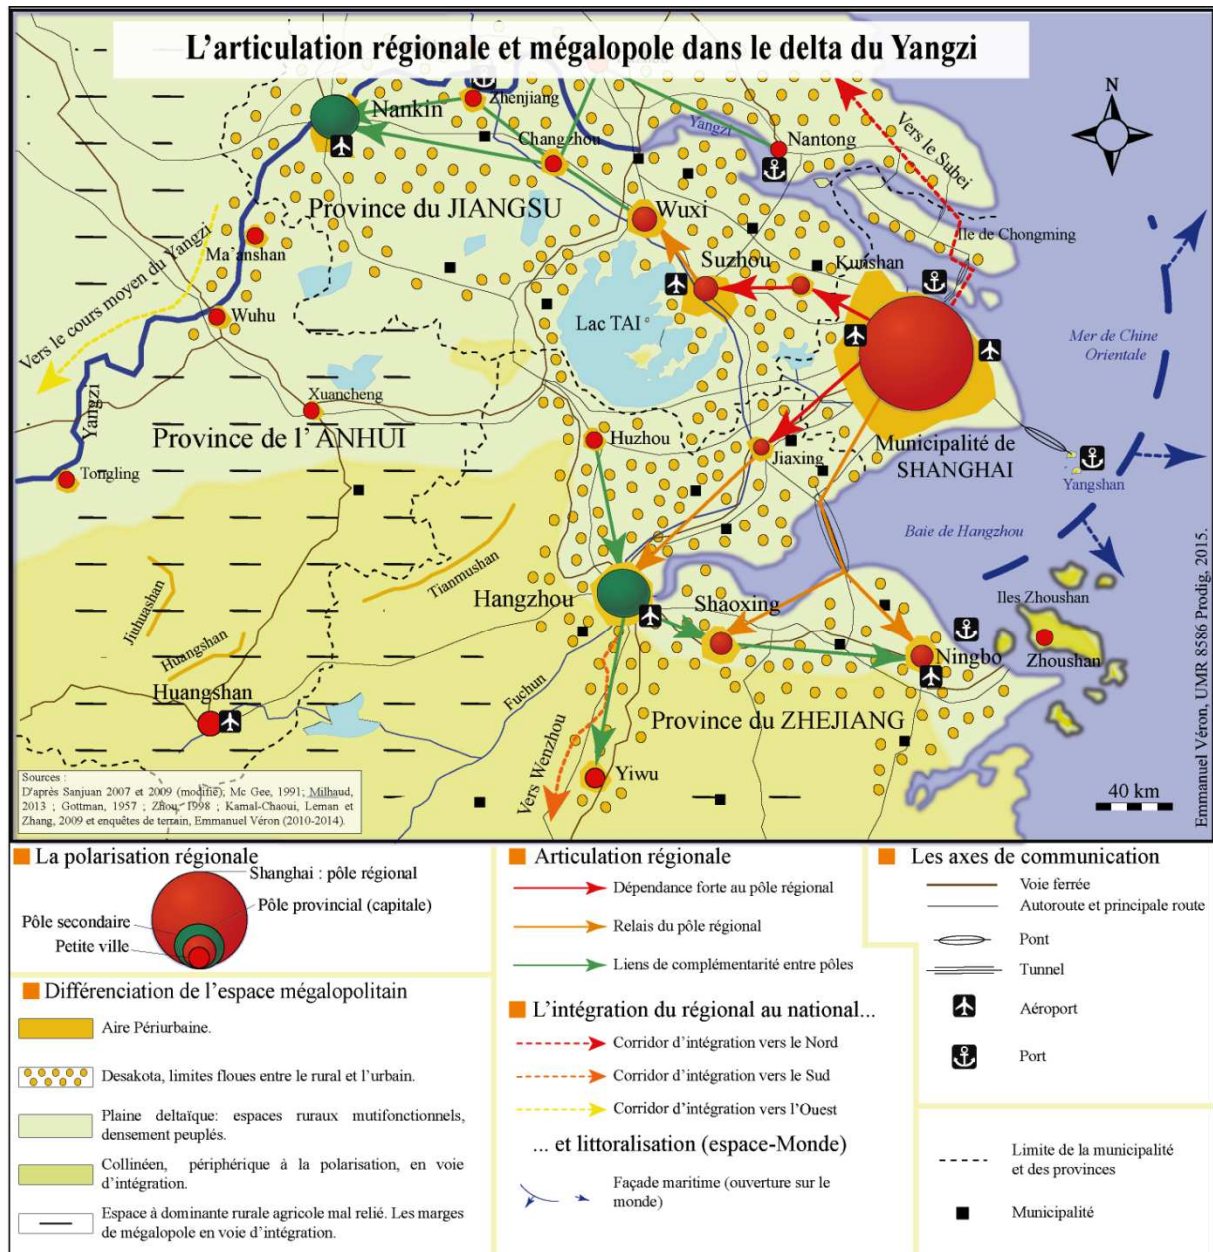 L'articulation régionale et mégalopole dans le delta du Yangzi
N
Nankin
Zhenjiang
Changzhou
Yangzi
Nantong
Vers le Subei
Province du JIANGSU
Wuxi
Ile de Chongming
Ma'anshan
Suzhou
Kunshan
Vers le cours moyen du Yangzi
Wuhu
Lac TAI
Mer de Chine
Orientale
Xuancheng
Yangzi
Province de l'ANHUI
Huzhou
Jiaxing
Municipalité de
SHANGHAI
Tongling
Yangshan
Baie de Hangzhou
Jiuhuashan
Tianmushan
Hangzhou
Shaoxing
Iles Zhoushan
Huangshan
Ningbo
Zhoushan
Huangshan
Fuchun
Province du ZHEJIANG
Vers Wenzhou
Yiwu
40 km
Emmanuel Véron, UMR 8586 Prodig, 2015.
Sources :
D'après Sanjuan 2007 et 2009 (modifié); Mc Gee, 1991; Milhaud,
2013 ; Gottman, 1957 ; Zhou, 1998 ; Kamal-Chaoui, Leman et
Zhang, 2009 et enquêtes de terrain, Emmanuel Véron (2010-2014).
La polarisation régionale
Shanghai : pôle régional
Pôle provincial (capitale)
Pôle secondaire
Petite ville
Différenciation de l'espace mégalopolitain
Aire Périurbaine.
Desakota, limites floues entre le rural et l'urbain.
Plaine deltaïque: espaces ruraux mutifonctionnels,
densement peuplés.
Collinéen, périphérique à la polarisation, en voie
d'intégration.
Espace à dominante rurale agricole mal relié. Les marges
de mégalopole en voie d'intégration.
Articulation régionale
Dépendance forte au pôle régional
Relais du pôle régional
Liens de complémentarité entre pôles
L'intégration du régional au national...
Corridor d'intégration vers le Nord
Corridor d'intégration vers le Sud
Corridor d'intégration vers l'Ouest
... et littoralisation (espace-Monde)
Façade maritime (ouverture sur le
monde)
Les axes de communication
Voie ferrée
Autoroute et principale route
Pont
Tunnel
Aéroport
Port
Limite de la municipalité
et des provinces
Municipalité